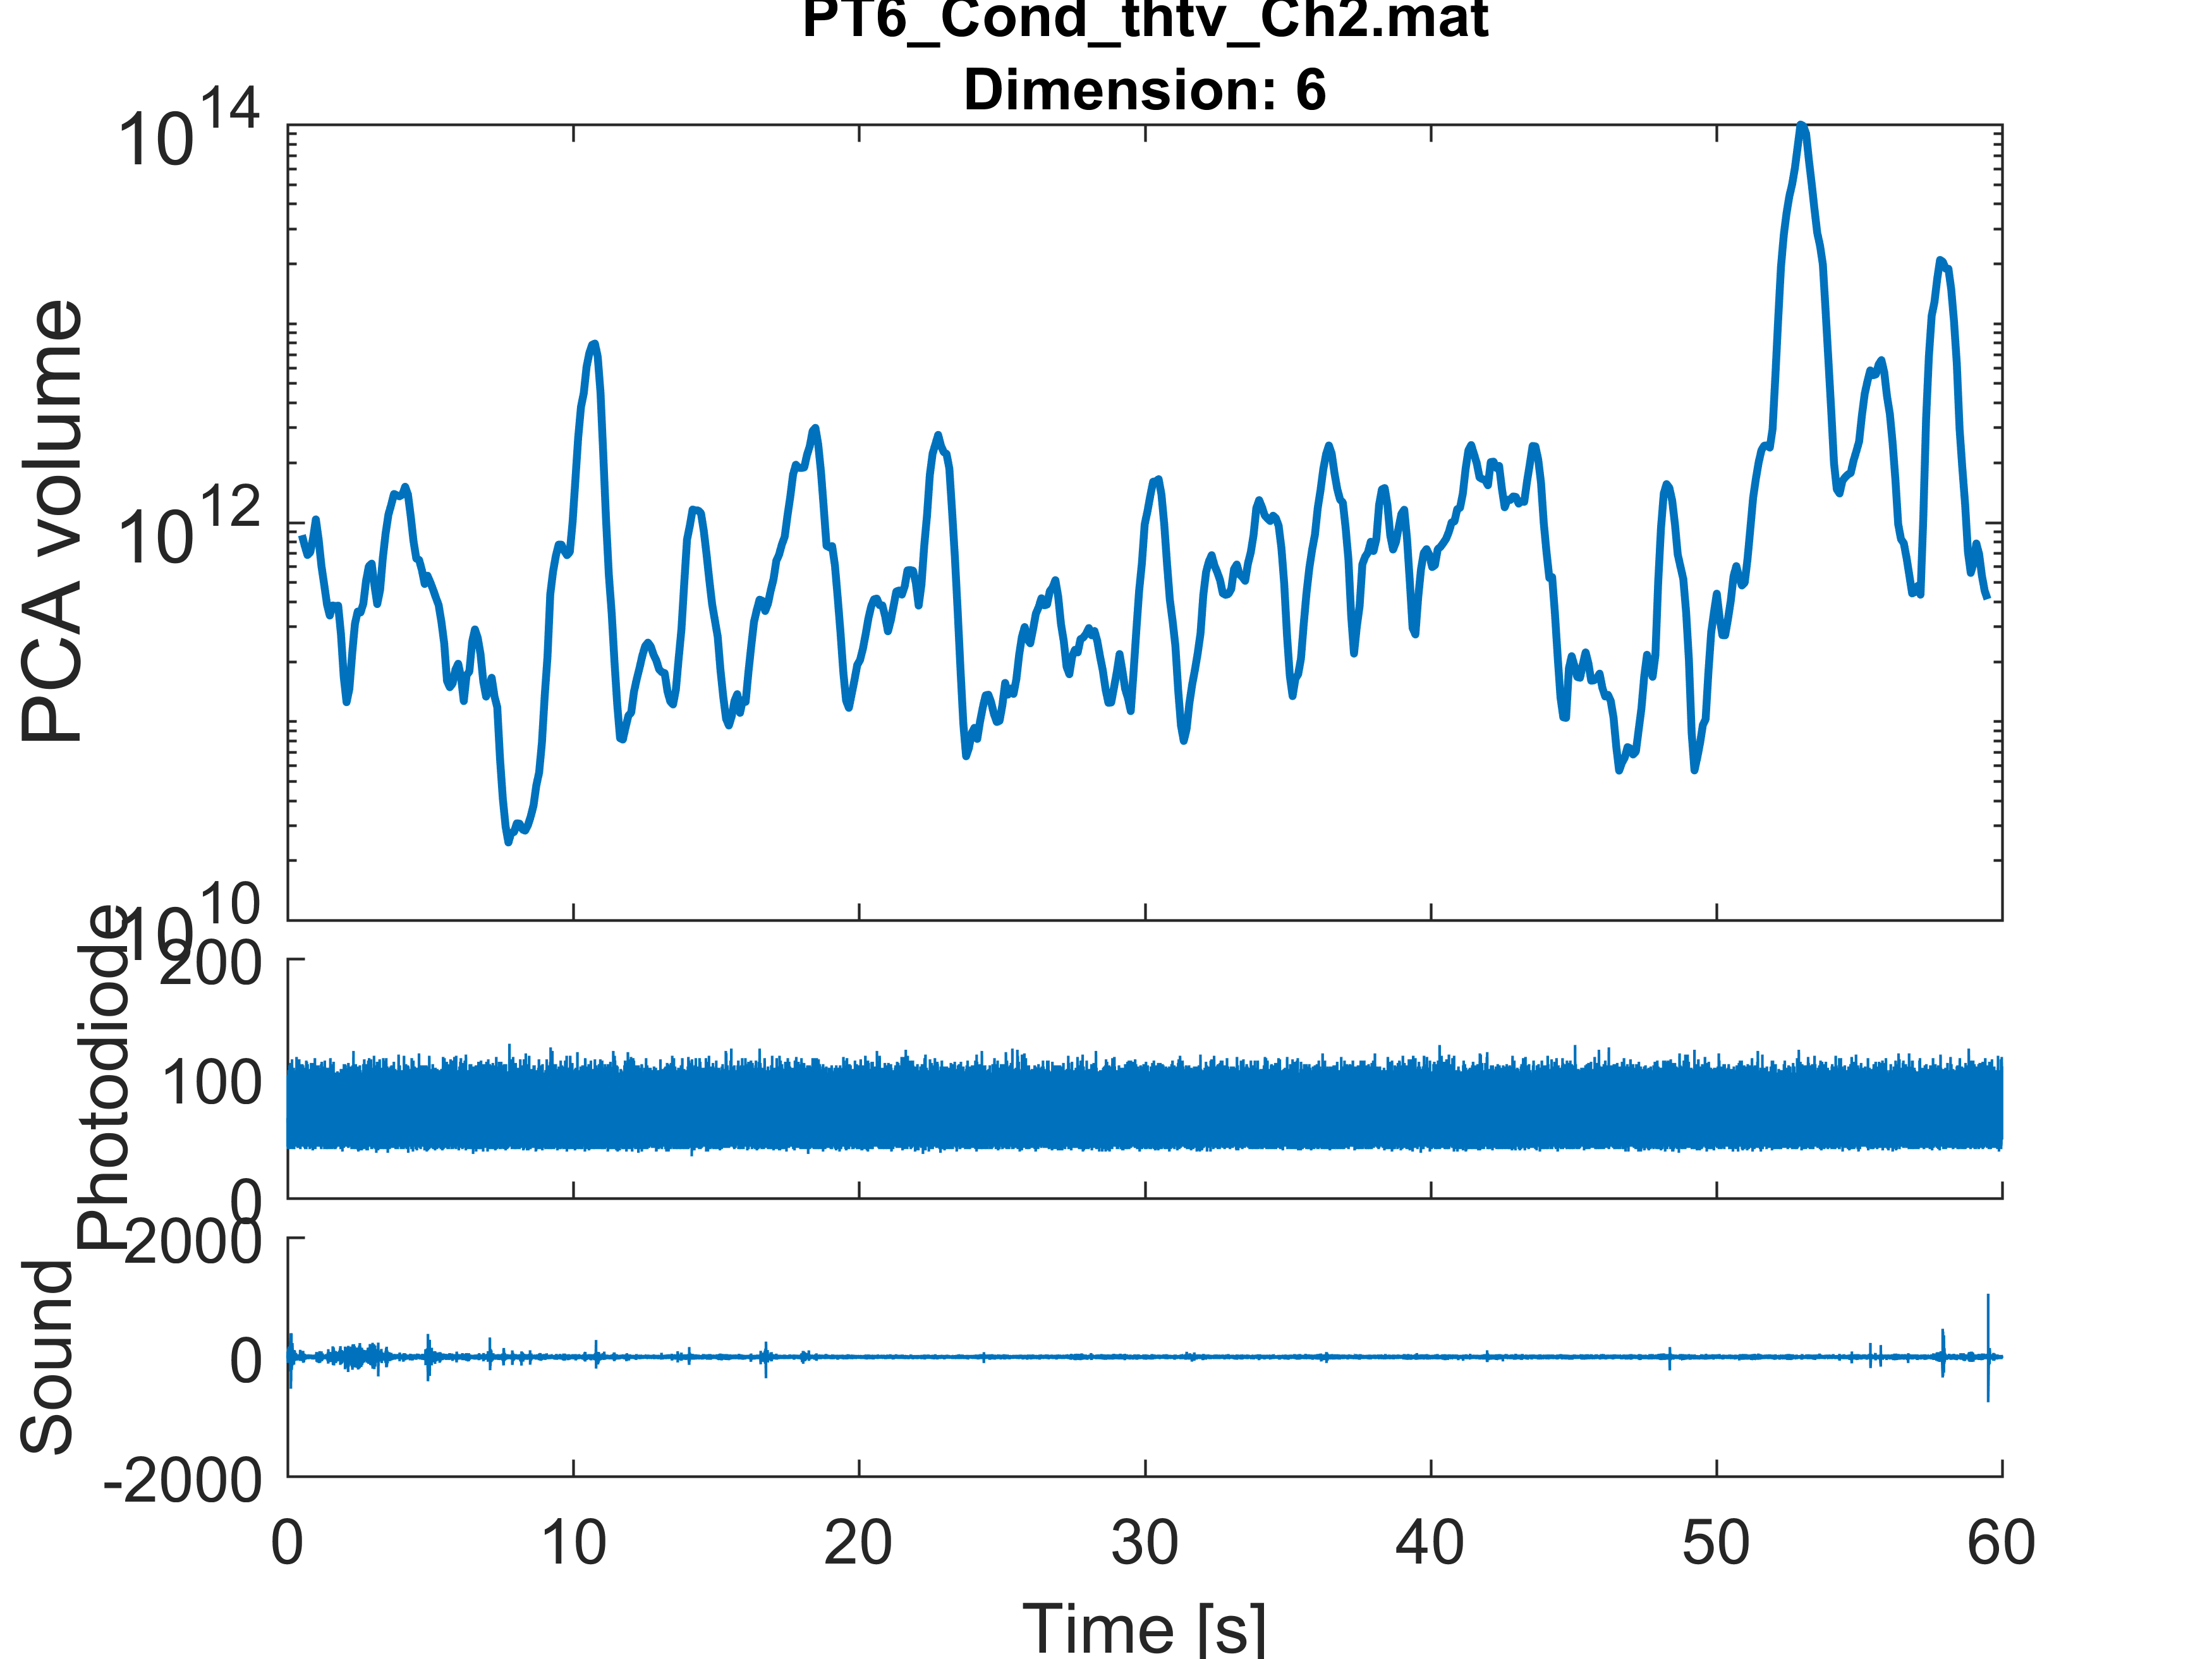 PT6_Cond_thtv_Ch2.mat
Dimension: 6
10^14
10^12
10^10
PCA volume
200
100
0
Photodiode
2000
0
-2000
Sound
0 10 20 30 40 50 60
Time [s]